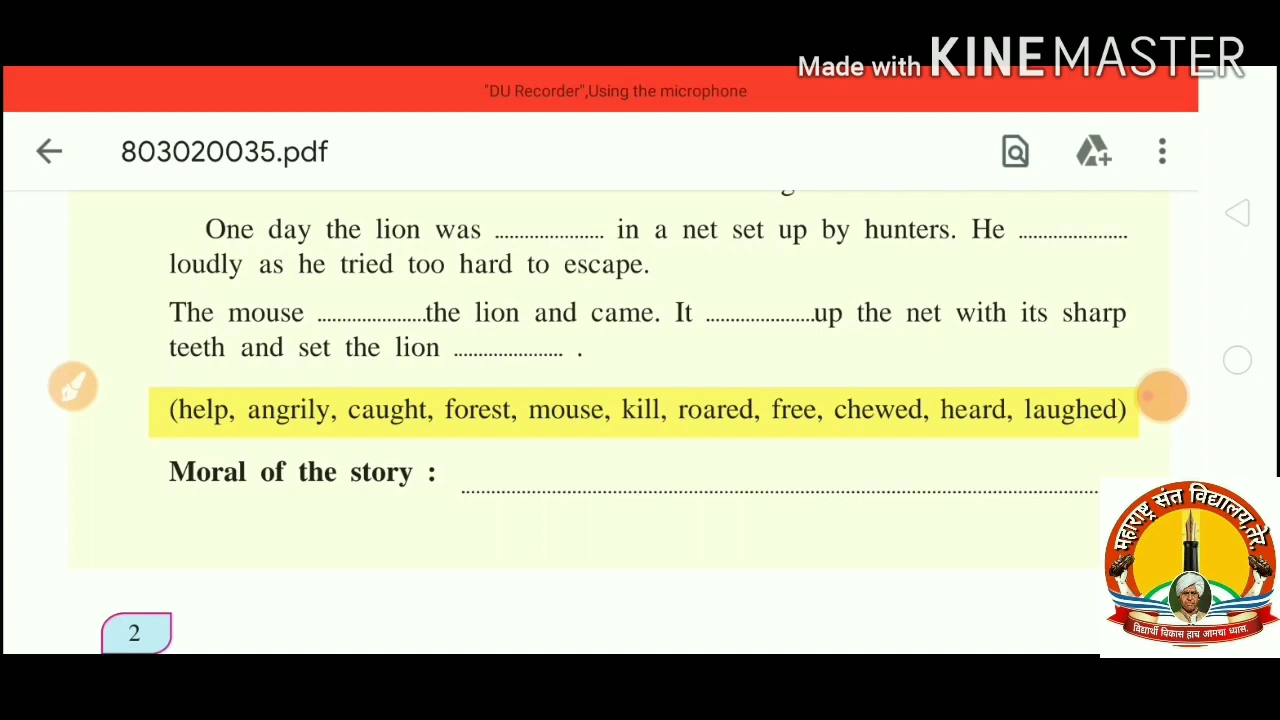 Made with KINEMASTER
"DU Recorder",Using the microphone
803020035.pdf
One day the lion was ...................... in a net set up by hunters. He ......................
loudly as he tried too hard to escape.
The mouse ......................the lion and came. It ......................up the net with its sharp
teeth and set the lion ...................... .
(help, angrily, caught, forest, mouse, kill, roared, free, chewed, heard, laughed)
Moral of the story : ......................................................................
महाराष्ट्र संत विद्यालय, तेर.
विद्यार्थी विकास हाच आमचा ध्यास.
2